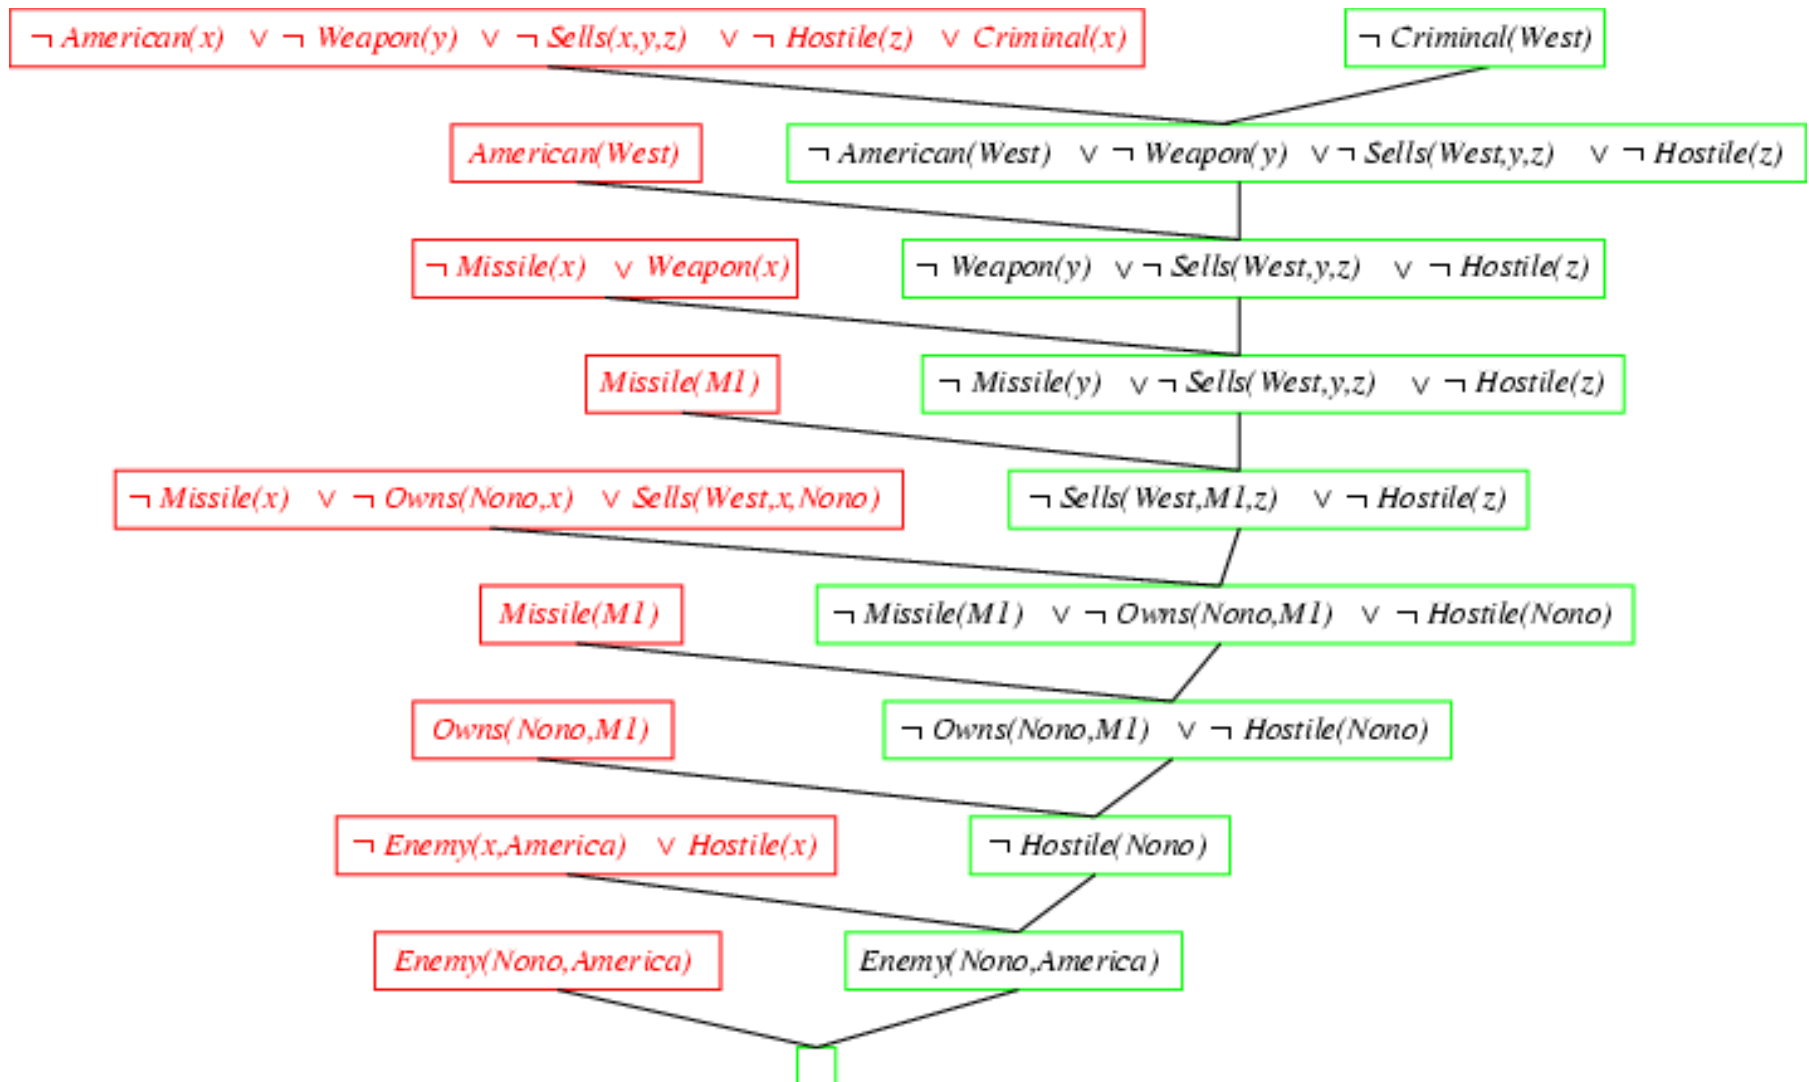 ¬ American(x) ∨ ¬ Weapon(y) ∨ ¬ Sells(x,y,z) ∨ ¬ Hostile(z) ∨ Criminal(x) ¬ Criminal(West)
American(West) ¬ American(West) ∨ ¬ Weapon(y) ∨ ¬ Sells(West,y,z) ∨ ¬ Hostile(z)
¬ Missile(x) ∨ Weapon(x) ¬ Weapon(y) ∨ ¬ Sells(West,y,z) ∨ ¬ Hostile(z)
Missile(M1) ¬ Missile(y) ∨ ¬ Sells(West,y,z) ∨ ¬ Hostile(z)
¬ Missile(x) ∨ ¬ Owns(Nono,x) ∨ Sells(West,x,Nono) ¬ Sells(West,M1,z) ∨ ¬ Hostile(z)
Missile(M1) ¬ Missile(M1) ∨ ¬ Owns(Nono,M1) ∨ ¬ Hostile(Nono)
Owns(Nono,M1) ¬ Owns(Nono,M1) ∨ ¬ Hostile(Nono)
¬ Enemy(x,America) ∨ Hostile(x) ¬ Hostile(Nono)
Enemy(Nono,America) Enemy(Nono,America)